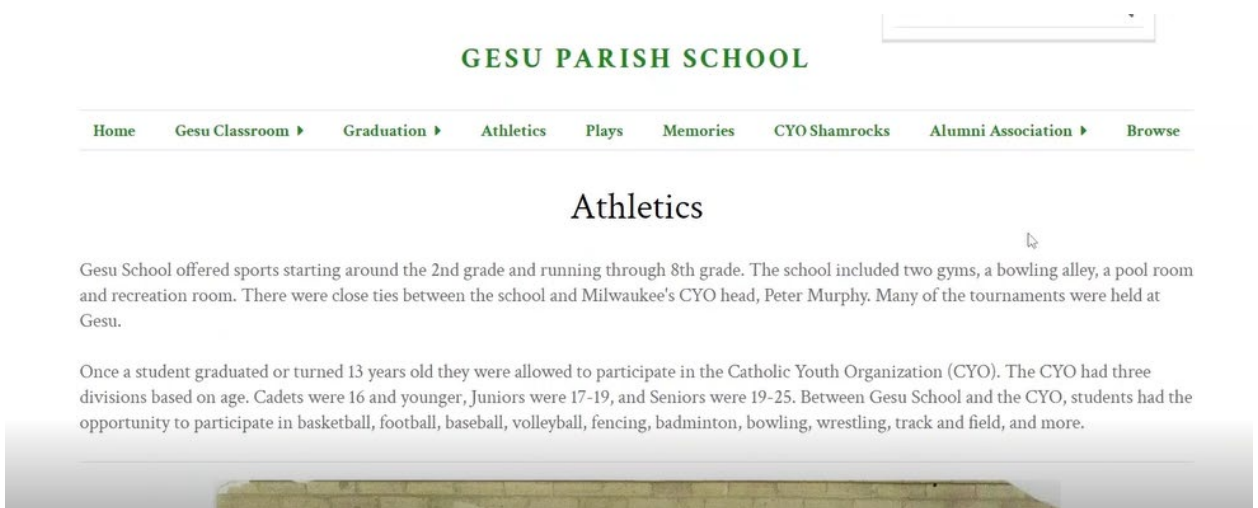 GESU PARISH SCHOOL
Home Gesu Classroom Graduation Athletics Plays Memories CYO Shamrocks Alumni Association Browse
Athletics
Gesu School offered sports starting around the 2nd grade and running through 8th grade. The school included two gyms, a bowling alley, a pool room
and recreation room. There were close ties between the school and Milwaukee's CYO head, Peter Murphy. Many of the tournaments were held at
Gesu.
Once a student graduated or turned 13 years old they were allowed to participate in the Catholic Youth Organization (CYO). The CYO had three
divisions based on age. Cadets were 16 and younger, Juniors were 17-19, and Seniors were 19-25. Between Gesu School and the CYO, students had the
opportunity to participate in basketball, football, baseball, volleyball, fencing, badminton, bowling, wrestling, track and field, and more.